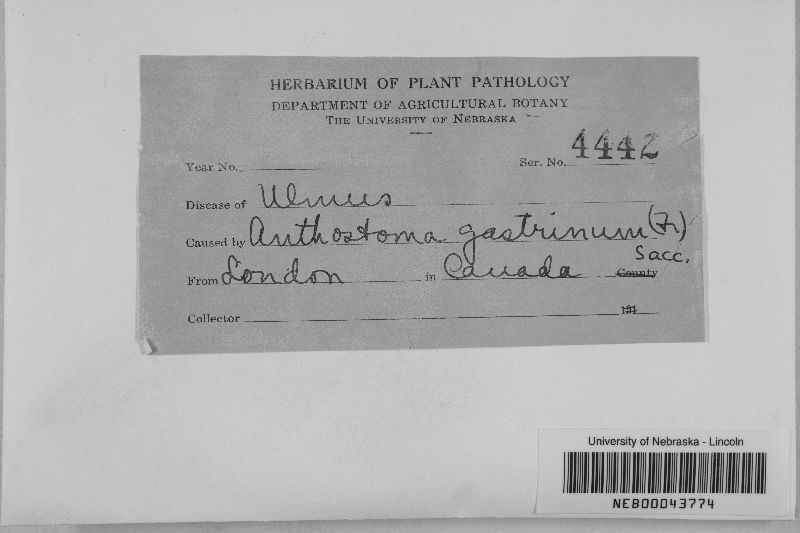 HERBARIUM OF PLANT PATHOLOGY
DEPARTMENT OF AGRICULTURAL BOTANY
THE UNIVERSITY OF NEBRASKA
Year No. Ser. No. 4442
Disease of Ulmus
Caused by Anthostoma gastrinum (Fr.)
Sacc.
From London in Canada County
Collector 191
University of Nebraska - Lincoln
NEB00043774